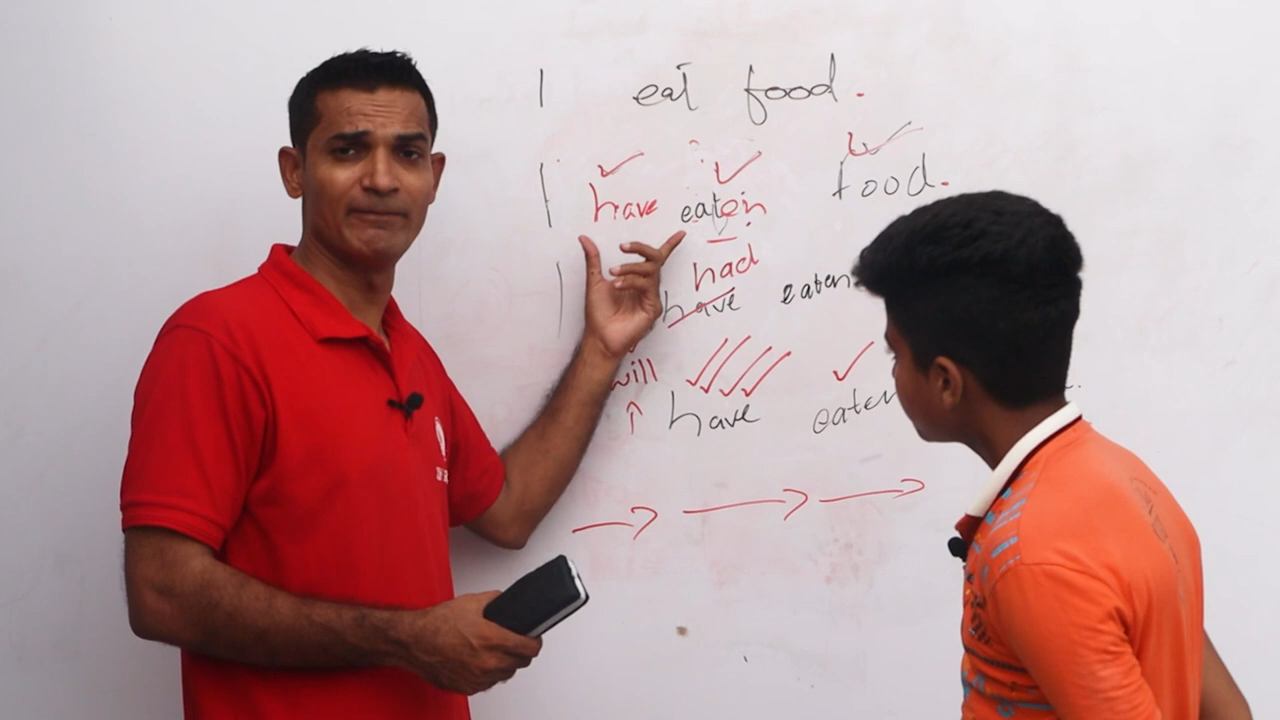 I eat food.
I have eaten food.
I had
have eaten
will have eaten